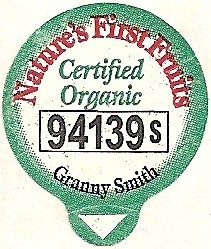 Nature's First Fruits
Certified
Organic
94139S
Granny Smith